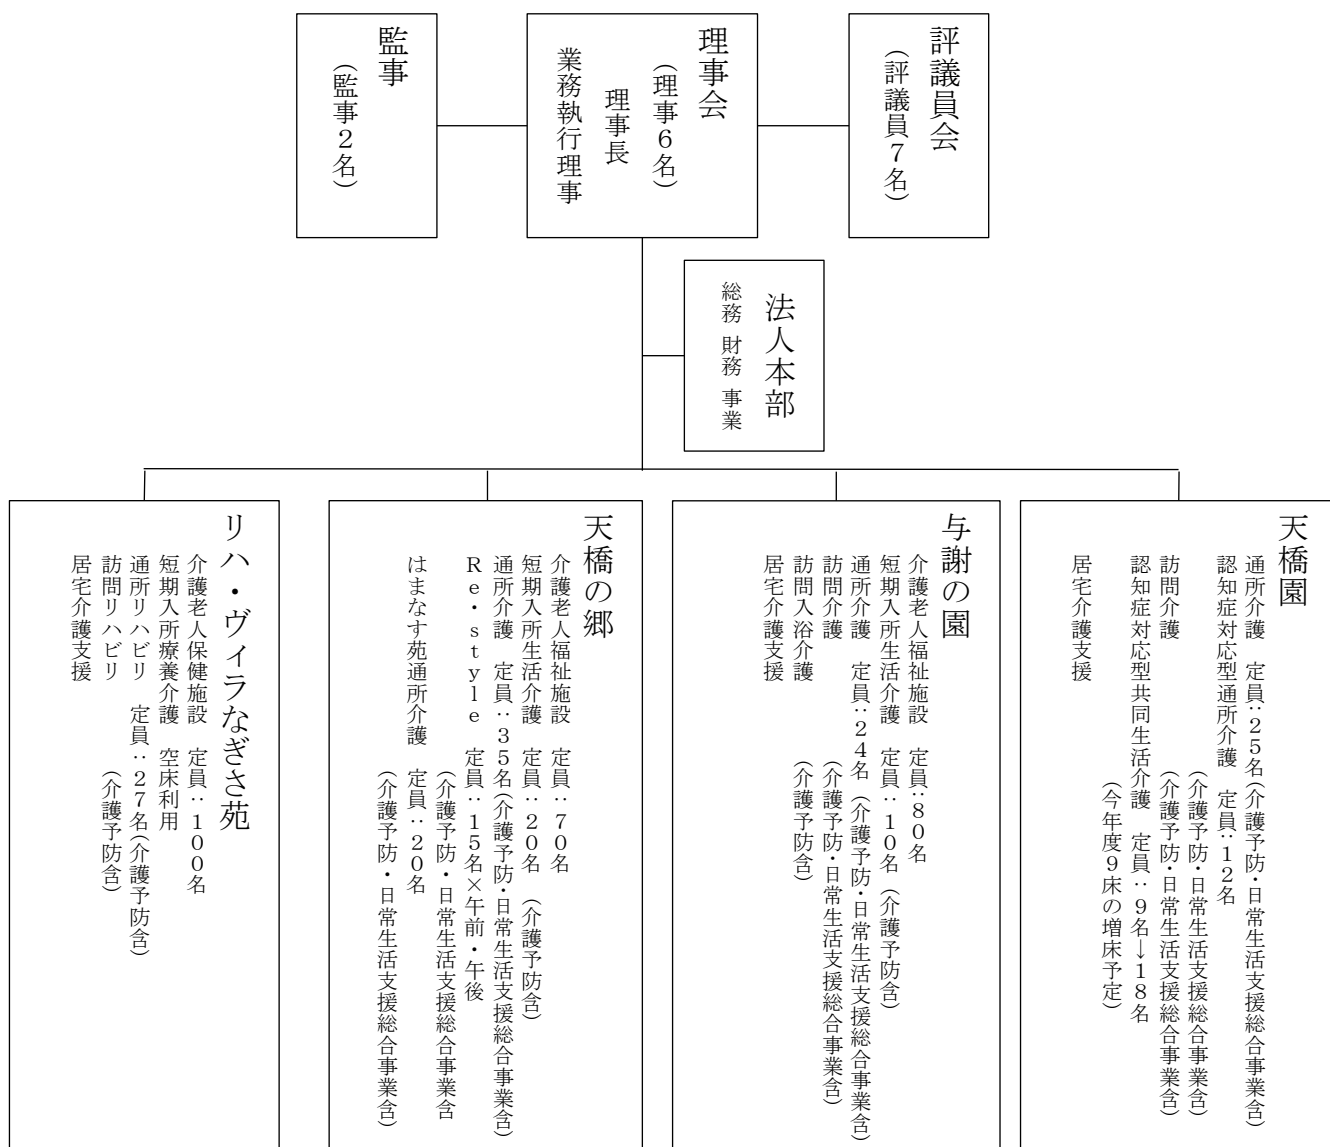 評議員会
(評議員7名)
理事会
(理事6名)
理事長
業務執行理事
監事
(監事2名)
法人本部
総務 財務 事業
天橋園
通所介護 定員:25名(介護予防・日常生活支援総合事業含)
認知症対応型通所介護 定員:12名
(介護予防・日常生活支援総合事業含)
訪問介護 (介護予防・日常生活支援総合事業含)
認知症対応型共同生活介護 定員:9名→18名
(今年度9床の増床予定)
居宅介護支援
与謝の園
介護老人福祉施設 定員:80名
短期入所生活介護 定員:10名(介護予防含)
通所介護 定員:24名(介護予防・日常生活支援総合事業含)
訪問介護 (介護予防・日常生活支援総合事業含)
訪問入浴介護 (介護予防含)
居宅介護支援
天橋の郷
介護老人福祉施設 定員:70名
短期入所生活介護 定員:20名(介護予防含)
通所介護 定員:35名(介護予防・日常生活支援総合事業含)
Re・style 定員:15名×午前・午後
(介護予防・日常生活支援総合事業含
はまなす苑通所介護 定員:20名
(介護予防・日常生活支援総合事業含)
リハ・ヴィラなぎさ苑
介護老人保健施設 定員:100名
短期入所療養介護 空床利用
通所リハビリ 定員:27名(介護予防含)
訪問リハビリ (介護予防含)
居宅介護支援